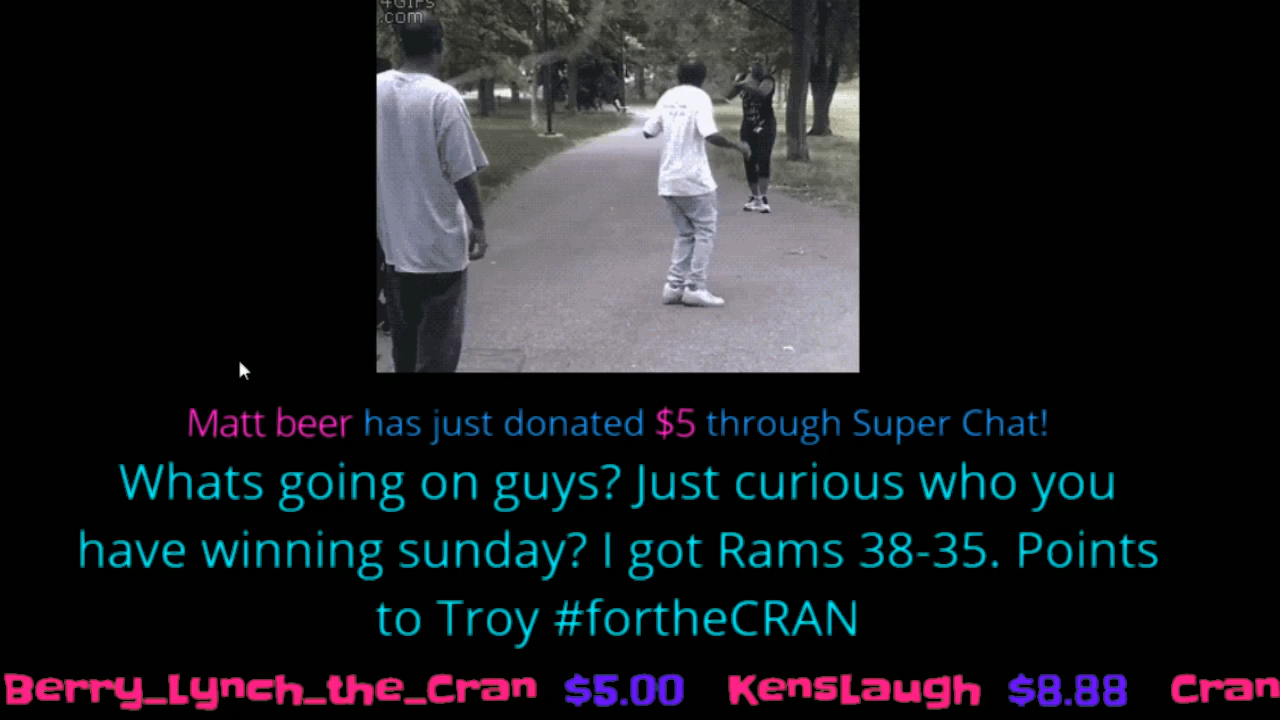 4GIFs
.com
Matt beer has just donated $5 through Super Chat!
Whats going on guys? Just curious who you
have winning sunday? I got Rams 38-35. Points
to Troy #fortheCRAN
Berry_Lynch_the_Cran $5.00 KensLaugh $8.88 Cran